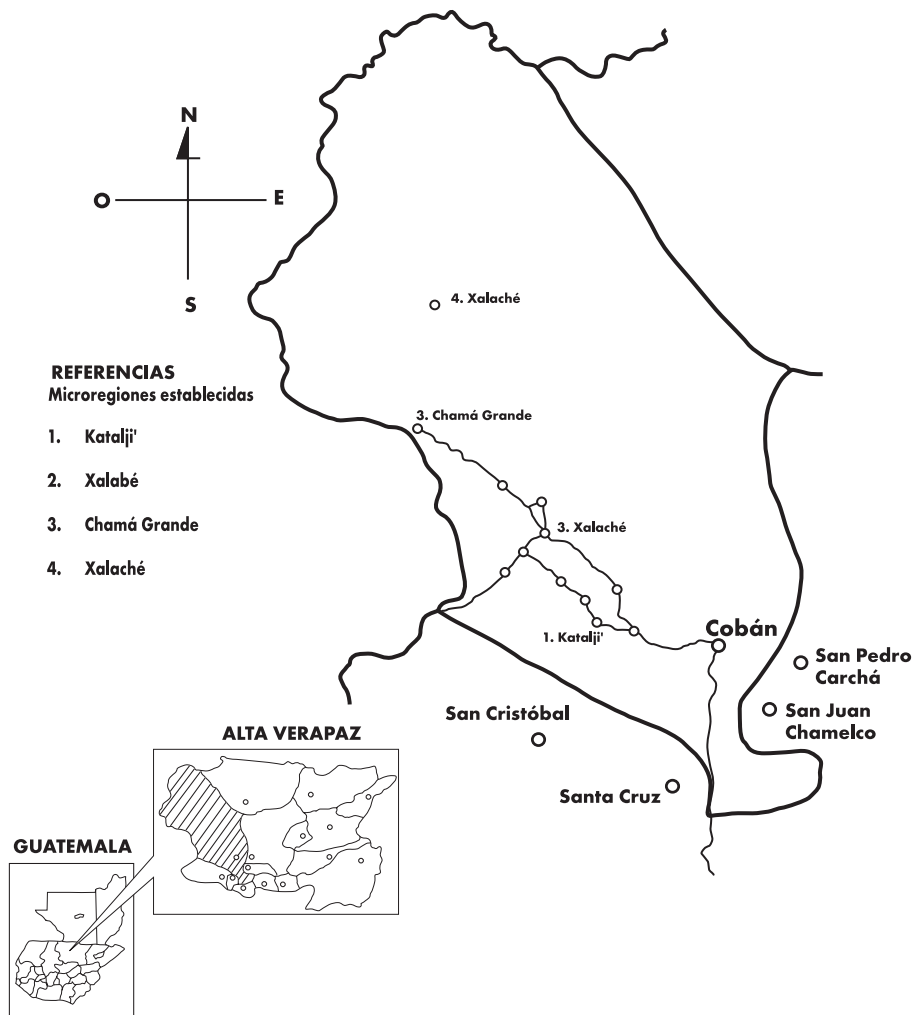 N
O
E
S
4. Xalaché
REFERENCIAS
Microregiones establecidas
1. Katalji'
2. Xalabé
3. Chamá Grande
4. Xalaché
3. Chamá Grande
3. Xalaché
1. Katalji'
Cobán
San Pedro
Carchá
San Juan
Chamelco
San Cristóbal
Santa Cruz
ALTA VERAPAZ
GUATEMALA